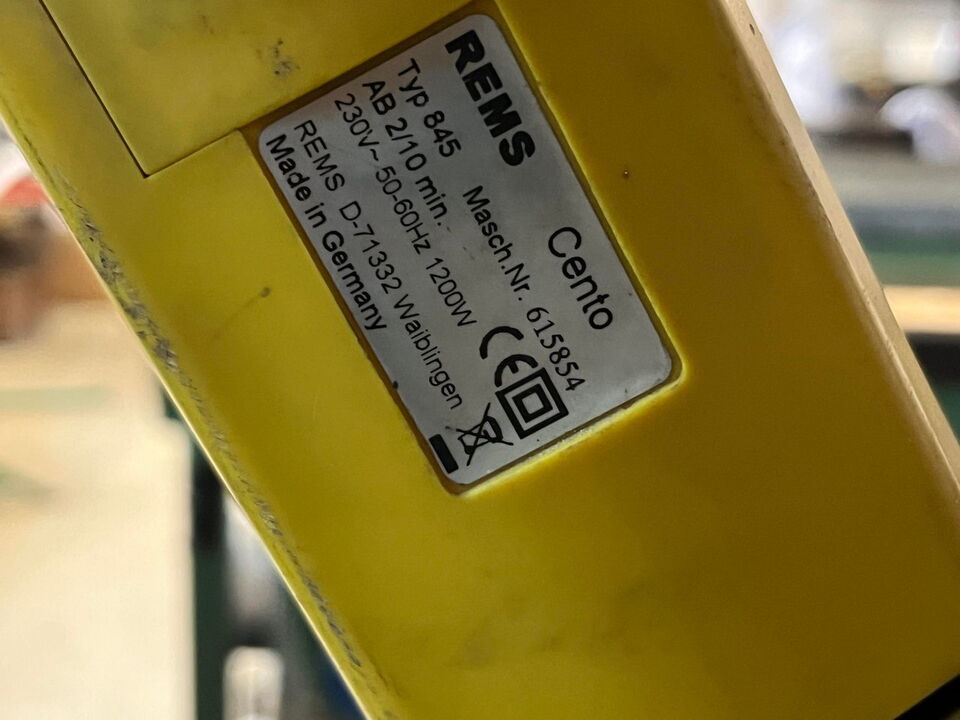 REMS Cento
Typ 845 Masch.Nr. 615854
AB 2/10 min.
230V~ 50-60Hz 1200W
REMS D-71332 Waiblingen
Made in Germany
CE